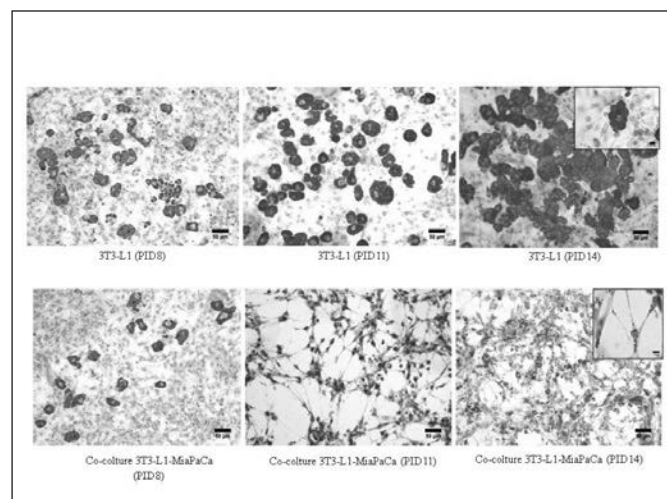 3T3-L1 (PID8)
3T3-L1 (PID11)
3T3-L1 (PID14)
Co-colture 3T3-L1-MiaPaCa
(PID8)
Co-colture 3T3-L1-MiaPaCa (PID11)
Co-colture 3T3-L1-MiaPaCa (PID14)